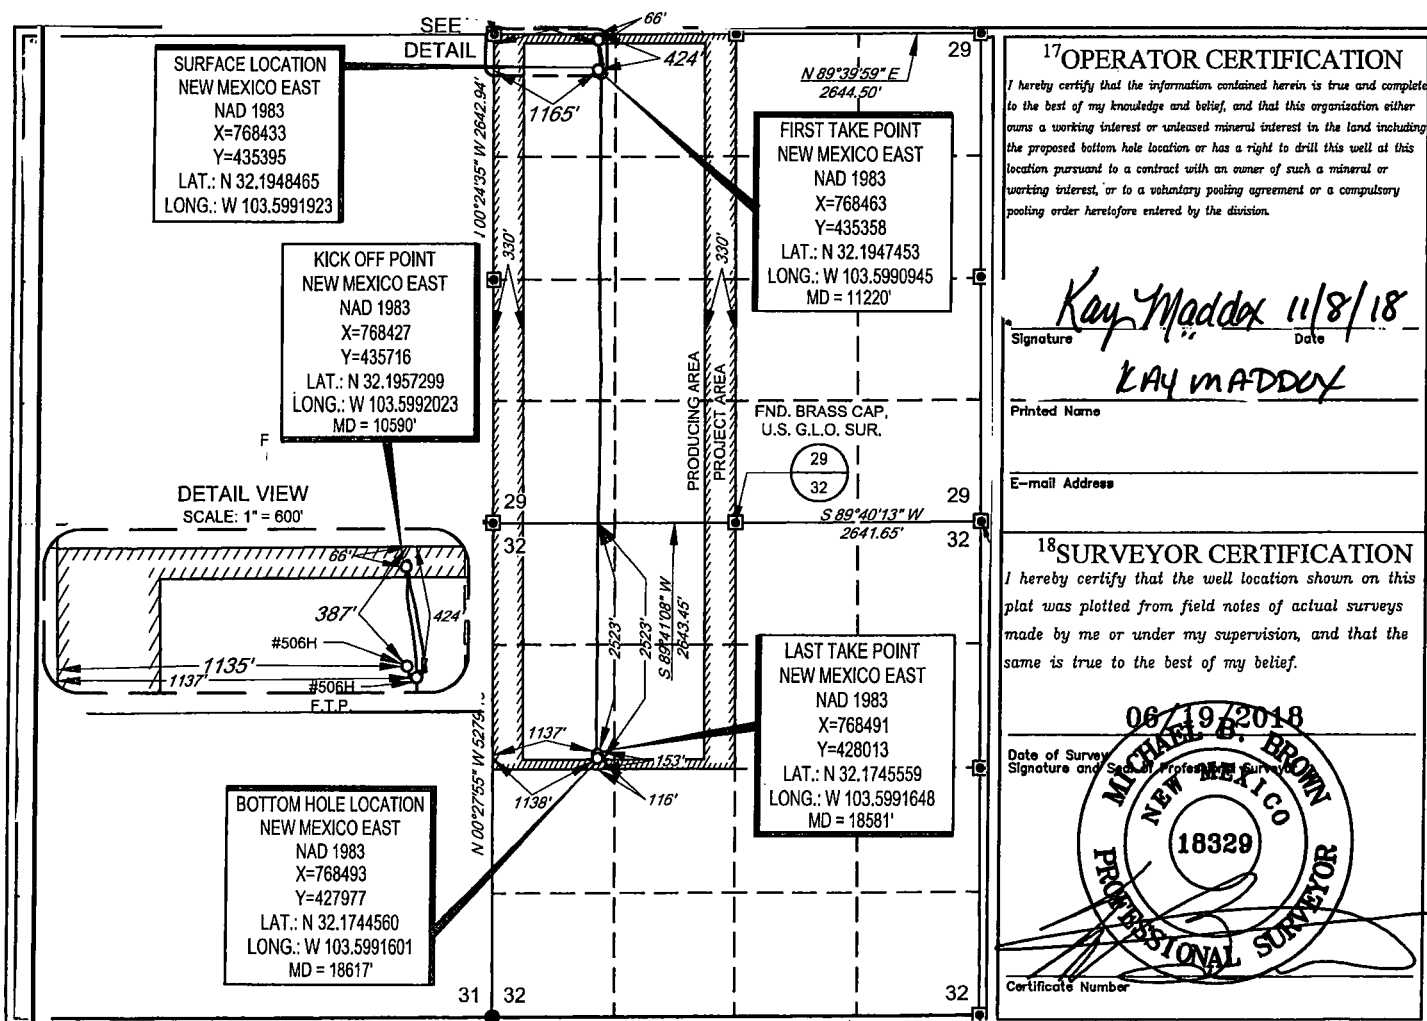 SEE
DETAIL
66'
424'
1165'
29
N 89°39'59" E
2644.50'
SURFACE LOCATION
NEW MEXICO EAST
NAD 1983
X=768433
Y=435395
LAT.: N 32.1948465
LONG.: W 103.5991923
FIRST TAKE POINT
NEW MEXICO EAST
NAD 1983
X=768463
Y=435358
LAT.: N 32.1947453
LONG.: W 103.5990945
MD = 11220'
00°24'35" W 2642.94'
330'
330'
KICK OFF POINT
NEW MEXICO EAST
NAD 1983
X=768427
Y=435716
LAT.: N 32.1957299
LONG.: W 103.5992023
MD = 10590'
F
PRODUCING AREA
PROJECT AREA
FND. BRASS CAP,
U.S. G.L.O. SUR.
29
32
29
32
29
32
S 89°40'13" W
2641.65'
DETAIL VIEW
SCALE: 1" = 600'
66'
387'
424'
#506H
1135'
1137'
#506H
F.T.P.
2523'
2523'
S 89°41'08" W
2643.45'
LAST TAKE POINT
NEW MEXICO EAST
NAD 1983
X=768491
Y=428013
LAT.: N 32.1745559
LONG.: W 103.5991648
MD = 18581'
N 00°27'55" W 5279
1137'
153'
1138'
116'
BOTTOM HOLE LOCATION
NEW MEXICO EAST
NAD 1983
X=768493
Y=427977
LAT.: N 32.1744560
LONG.: W 103.5991601
MD = 18617'
31 32
32
17 OPERATOR CERTIFICATION
I hereby certify that the information contained herein is true and complete
to the best of my knowledge and belief, and that this organization either
owns a working interest or unleased mineral interest in the land including
the proposed bottom hole location or has a right to drill this well at this
location pursuant to a contract with an owner of such a mineral or
working interest, or to a voluntary pooling agreement or a compulsory
pooling order heretofore entered by the division.
Kay Maddox 11/8/18
Signature Date
KAY MADDOX
Printed Name
E-mail Address
18 SURVEYOR CERTIFICATION
I hereby certify that the well location shown on this
plat was plotted from field notes of actual surveys
made by me or under my supervision, and that the
same is true to the best of my belief.
06/19/2018
Date of Survey
Signature and Seal of Professional Surveyor
MICHAEL B. BROWN
NEW MEXICO
18329
PROFESSIONAL SURVEYOR
Certificate Number